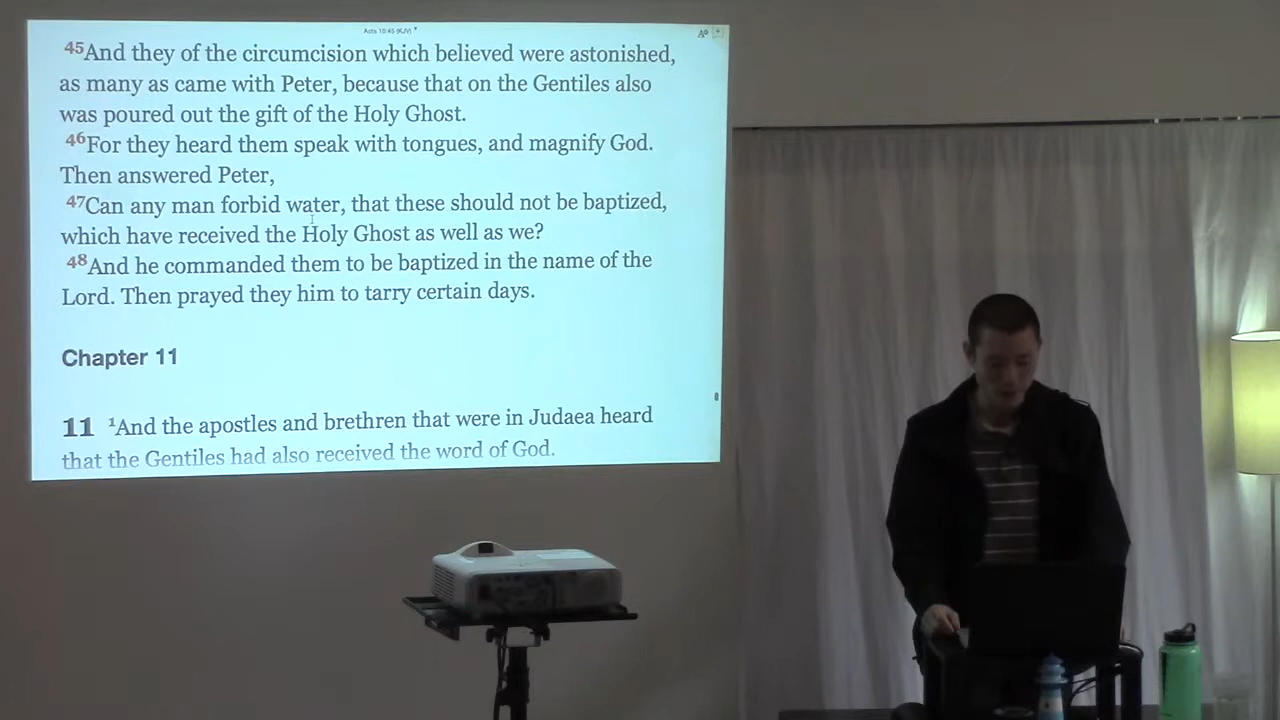 Acts 10:45 (KJV)
45And they of the circumcision which believed were astonished,
as many as came with Peter, because that on the Gentiles also
was poured out the gift of the Holy Ghost.
46For they heard them speak with tongues, and magnify God.
Then answered Peter,
47Can any man forbid water, that these should not be baptized,
which have received the Holy Ghost as well as we?
48And he commanded them to be baptized in the name of the
Lord. Then prayed they him to tarry certain days.
Chapter 11
11 1And the apostles and brethren that were in Judaea heard
that the Gentiles had also received the word of God.